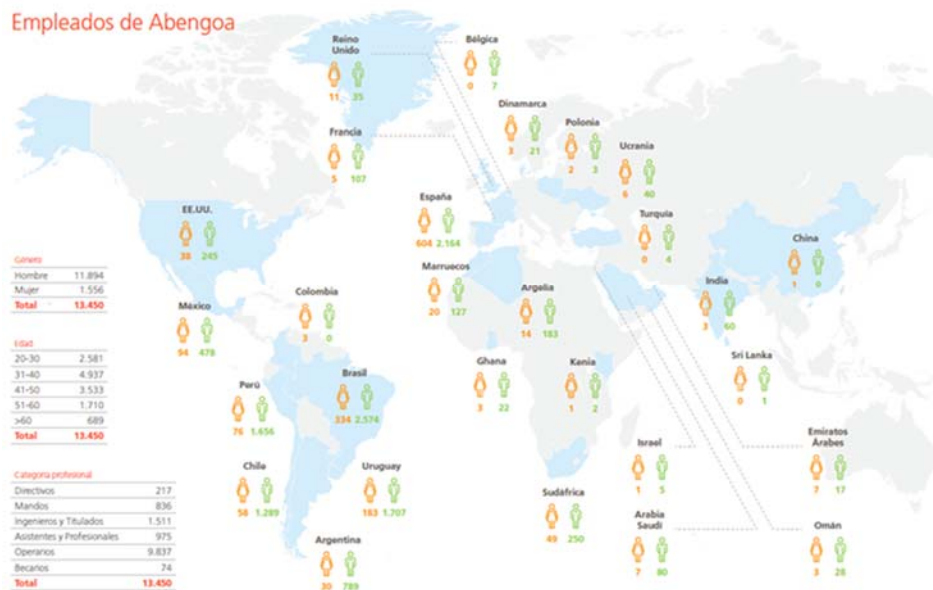 Empleados de Abengoa
Reino
Unido
11 35
Bélgica
0 7
Dinamarca
3 21
Polonia
2 3
Ucrania
6 40
Francia
5 107
España
604 2.164
Turquía
0 4
EE.UU.
38 245
China
1 0
Género
Hombre 11.894
Mujer 1.556
Total 13.450
Marruecos
20 127
Argelia
14 183
India
3 60
México
94 478
Colombia
3 0
Edad
20-30 2.581
31-40 4.937
41-50 3.533
51-60 1.710
>60 689
Total 13.450
Ghana
3 22
Kenia
1 2
Sri Lanka
0 1
Perú
76 1.656
Brasil
334 2.574
Israel
1 5
Emiratos
Árabes
7 17
Categoría profesional
Directivos 217
Mandos 836
Ingenieros y Titulados 1.511
Asistentes y Profesionales 975
Operarios 9.837
Becarios 74
Total 13.450
Chile
58 1.289
Uruguay
183 1.707
Sudáfrica
49 250
Arabia
Saudí
7 80
Omán
3 28
Argentina
30 789